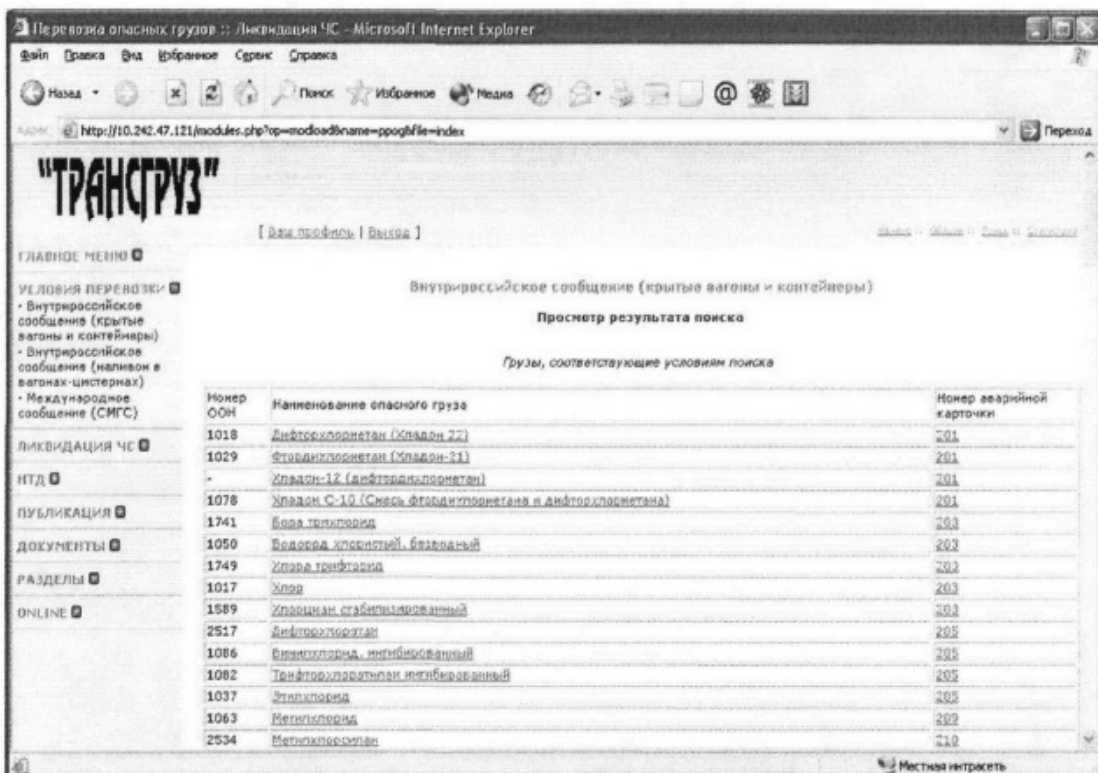 Перевозка опасных грузов :: Ликвидация ЧС - Microsoft Internet Explorer
Файл Правка Вид Избранное Сервис Справка
Назад Поиск Избранное Медиа
Адрес: http://10.242.47.121/modules.php?op=modload&name=ppog&file=index Переход
"ТРАНСГРУЗ"
[ Ваш профиль | Выход ]
ГЛАВНОЕ МЕНЮ
УСЛОВИЯ ПЕРЕВОЗКИ
• Внутрироссийское
сообщение (крытые
вагоны и контейнеры)
• Внутрироссийское
сообщение (наливом в
вагонах-цистернах)
• Международное
сообщение (СМГС)
ЛИКВИДАЦИЯ ЧС
НТД
ПУБЛИКАЦИЯ
ДОКУМЕНТЫ
РАЗДЕЛЫ
ONLINE
Внутрироссийское сообщение (крытые вагоны и контейнеры)
Просмотр результата поиска
Грузы, соответствующие условиям поиска
Номер ООН Наименование опасного груза Номер аварийной карточки
1018 Дифторхлорметан (Хладон 22) 201
1029 Фтордихлорметан (Хладон-21) 201
- Хладон-12 (дифтордихлорметан) 201
1078 Хладон С-10 (Смесь фтордихлорметана и дифторхлорметана) 201
1741 Бора трихлорид 203
1050 Водород хлористый, безводный 203
1749 Хлора трифторид 203
1017 Хлор 203
1589 Хлорциан стабилизированный 203
2517 Дифторхлорэтан 205
1086 Винилхлорид, ингибированный 205
1082 Трифторхлорэтилен ингибированный 205
1037 Этилхлорид 205
1063 Метилхлорид 209
2534 Метилхлорсилан 210
Местная интрасеть